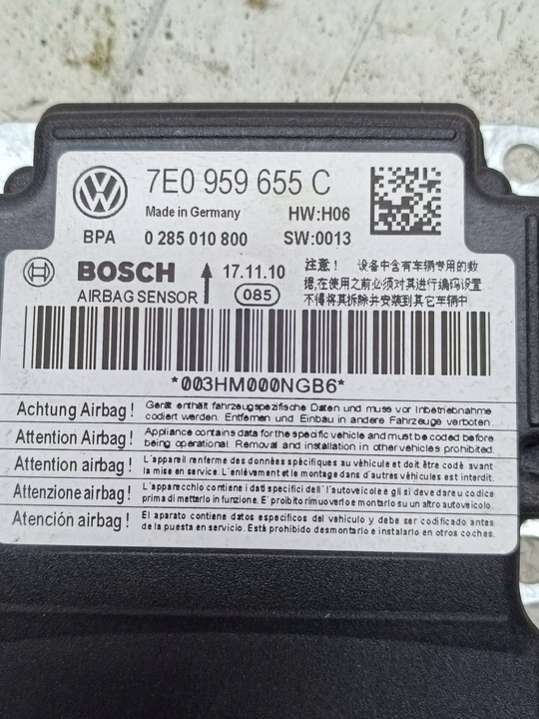 7E0 959 655 C
Made in Germany HW:H06
BPA 0 285 010 800 SW:0013
BOSCH 17.11.10
AIRBAG SENSOR 085
注意! 设备中含有车辆专用的数
据,在使用之前必须对其进行编码设置
不得将其拆除并安装到其它车辆中
*003HM000NGB6*
Achtung Airbag! Gerät enthält fahrzeugspezifische Daten und muss vor Inbetriebnahme
codiert werden. Entfernen und Einbau in andere Fahrzeuge verboten.
Attention Airbag! Appliance contains data for the specific vehicle and must be coded before
being operational. Removal and installation in other vehicles prohibited.
Attention airbag! L'appareil renferme des données spécifiques au véhicule et doit être codé avant
la mise en service. L'enlèvement et le montage dans d'autres véhicules est interdit.
Attenzione airbag! L'apparecchio contiene i dati specifici dell'autoveicolo e gli si deve dare u codice
prima di metterlo in funzione. E' proibito rimuoverlo e montarlo su un altro autoveicolo.
Atención airbag! El aparato contiene datos específicos del vehículo y debe ser codificado antes
de la puesta en servicio. Está prohibido desmontarlo e instalarlo en otros coches.